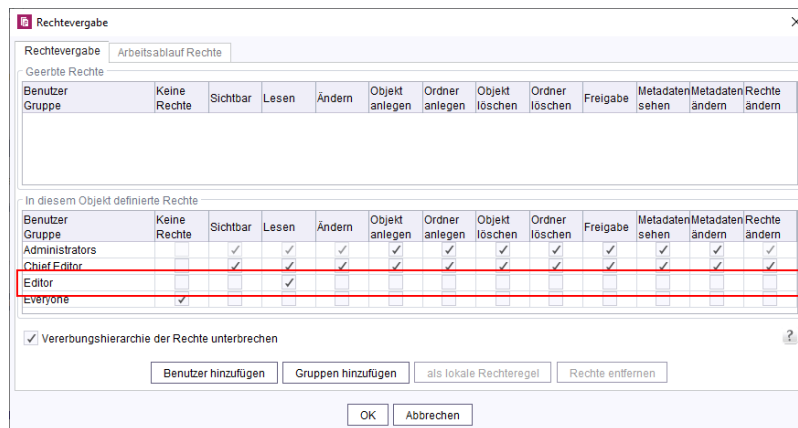 Rechtevergabe
Rechtevergabe Arbeitsablauf Rechte
Geerbte Rechte
Benutzer Gruppe Keine Rechte Sichtbar Lesen Ändern Objekt anlegen Ordner anlegen Objekt löschen Ordner löschen Freigabe Metadaten sehen Metadaten ändern Rechte ändern
In diesem Objekt definierte Rechte
Benutzer Gruppe Keine Rechte Sichtbar Lesen Ändern Objekt anlegen Ordner anlegen Objekt löschen Ordner löschen Freigabe Metadaten sehen Metadaten ändern Rechte ändern
Administrators
Chief Editor
Editor
Everyone
Vererbungshierarchie der Rechte unterbrechen ?
Benutzer hinzufügen Gruppen hinzufügen als lokale Rechteregel Rechte entfernen
OK Abbrechen